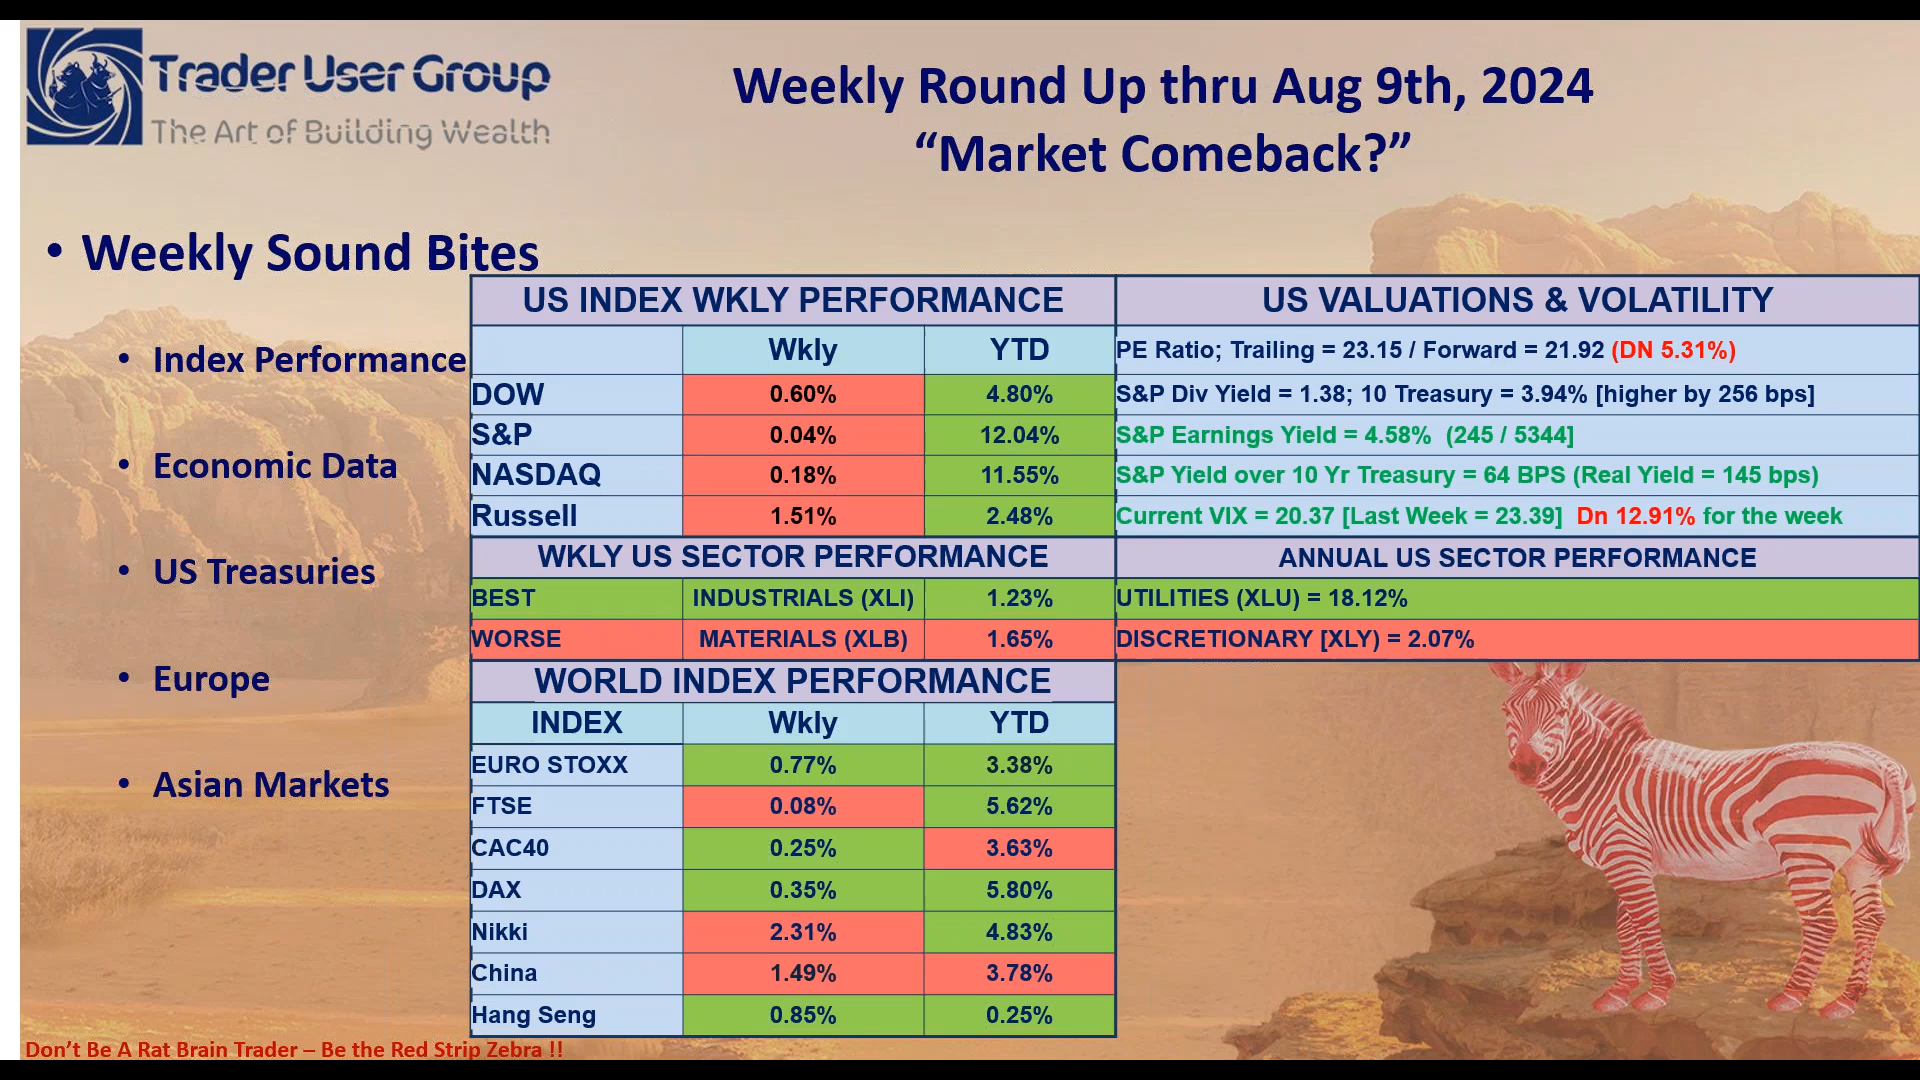 Trader User Group
The Art of Building Wealth
Weekly Round Up thru Aug 9th, 2024
“Market Comeback?”
• Weekly Sound Bites
• Index Performance
• Economic Data
• US Treasuries
• Europe
• Asian Markets
US INDEX WKLY PERFORMANCE
Wkly YTD
DOW 0.60% 4.80%
S&P 0.04% 12.04%
NASDAQ 0.18% 11.55%
Russell 1.51% 2.48%
US VALUATIONS & VOLATILITY
PE Ratio; Trailing = 23.15 / Forward = 21.92 (DN 5.31%)
S&P Div Yield = 1.38; 10 Treasury = 3.94% [higher by 256 bps]
S&P Earnings Yield = 4.58% (245 / 5344]
S&P Yield over 10 Yr Treasury = 64 BPS (Real Yield = 145 bps)
Current VIX = 20.37 [Last Week = 23.39] Dn 12.91% for the week
WKLY US SECTOR PERFORMANCE
BEST INDUSTRIALS (XLI) 1.23%
WORSE MATERIALS (XLB) 1.65%
ANNUAL US SECTOR PERFORMANCE
UTILITIES (XLU) = 18.12%
DISCRETIONARY [XLY) = 2.07%
WORLD INDEX PERFORMANCE
INDEX Wkly YTD
EURO STOXX 0.77% 3.38%
FTSE 0.08% 5.62%
CAC40 0.25% 3.63%
DAX 0.35% 5.80%
Nikki 2.31% 4.83%
China 1.49% 3.78%
Hang Seng 0.85% 0.25%
Don’t Be A Rat Brain Trader – Be the Red Strip Zebra !!